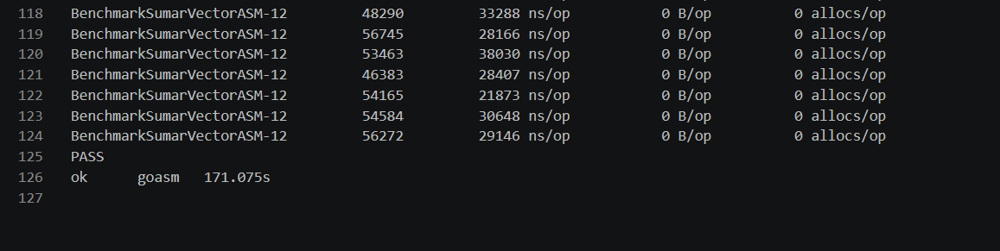 118 BenchmarkSumarVectorASM-12 48290 33288 ns/op 0 B/op 0 allocs/op
119 BenchmarkSumarVectorASM-12 56745 28166 ns/op 0 B/op 0 allocs/op
120 BenchmarkSumarVectorASM-12 53463 38030 ns/op 0 B/op 0 allocs/op
121 BenchmarkSumarVectorASM-12 46383 28407 ns/op 0 B/op 0 allocs/op
122 BenchmarkSumarVectorASM-12 54165 21873 ns/op 0 B/op 0 allocs/op
123 BenchmarkSumarVectorASM-12 54584 30648 ns/op 0 B/op 0 allocs/op
124 BenchmarkSumarVectorASM-12 56272 29146 ns/op 0 B/op 0 allocs/op
125 PASS
126 ok goasm 171.075s
127